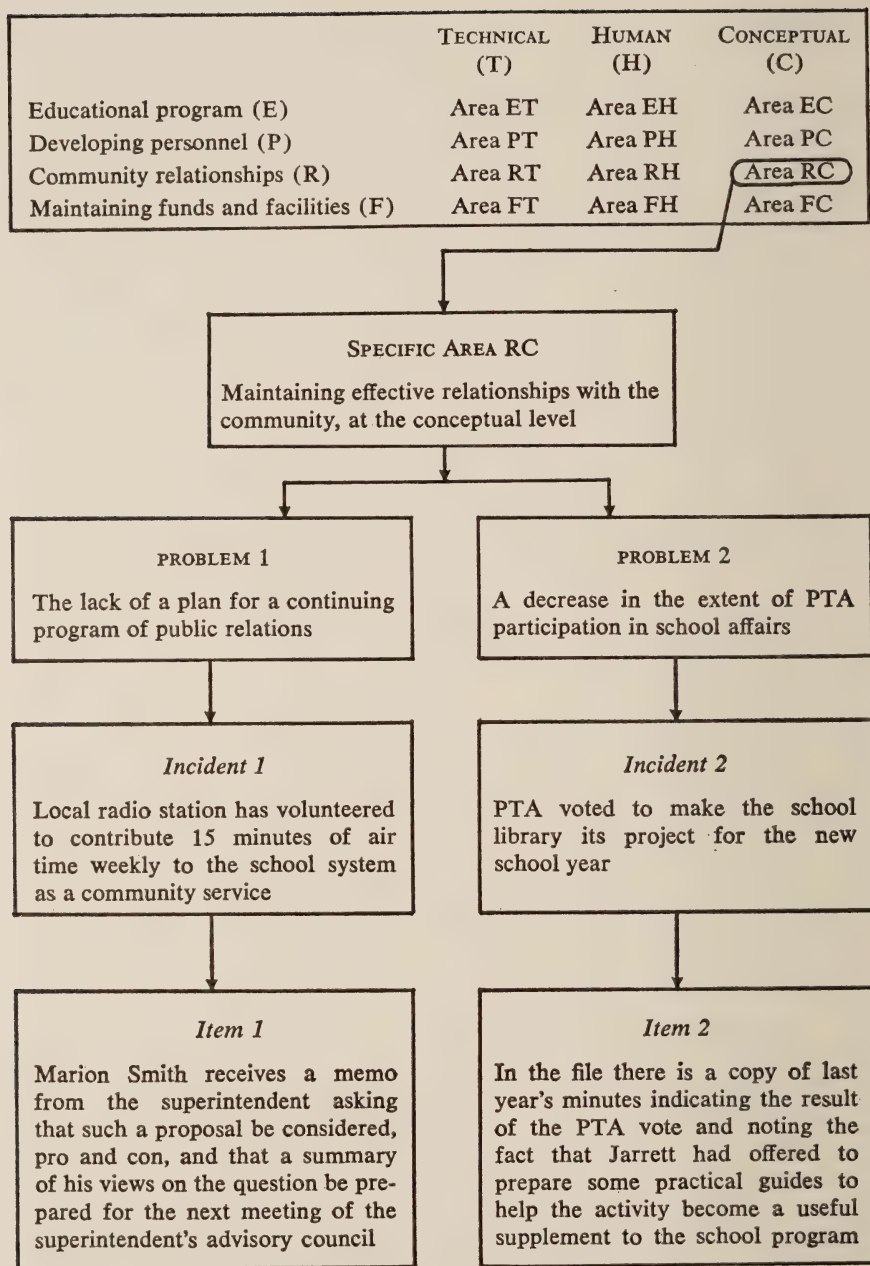 TECHNICAL HUMAN CONCEPTUAL
(T) (H) (C)
Educational program (E) Area ET Area EH Area EC
Developing personnel (P) Area PT Area PH Area PC
Community relationships (R) Area RT Area RH Area RC
Maintaining funds and facilities (F) Area FT Area FH Area FC
SPECIFIC AREA RC
Maintaining effective relationships with the
community, at the conceptual level
PROBLEM 1
The lack of a plan for a continuing
program of public relations
PROBLEM 2
A decrease in the extent of PTA
participation in school affairs
Incident 1
Local radio station has volunteered
to contribute 15 minutes of air
time weekly to the school system
as a community service
Incident 2
PTA voted to make the school
library its project for the new
school year
Item 1
Marion Smith receives a memo
from the superintendent asking
that such a proposal be considered,
pro and con, and that a summary
of his views on the question be pre-
pared for the next meeting of the
superintendent's advisory council
Item 2
In the file there is a copy of last
year's minutes indicating the result
of the PTA vote and noting the
fact that Jarrett had offered to
prepare some practical guides to
help the activity become a useful
supplement to the school program